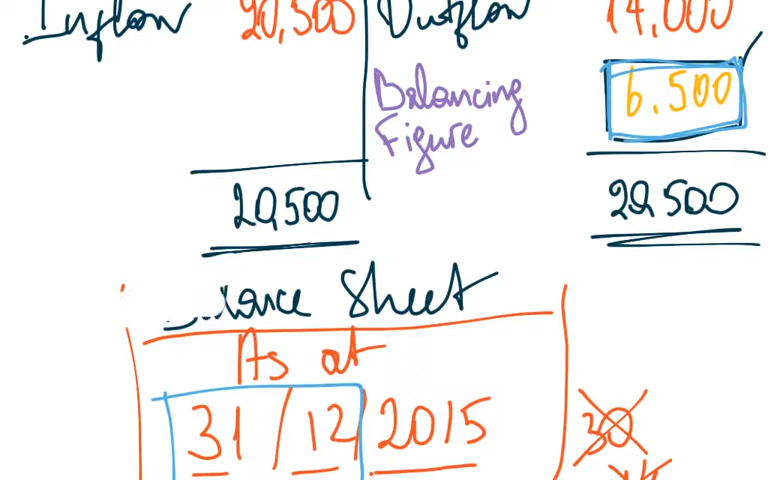 Inflow 20,500 Outflow 14,000
Balancing 6.500
Figure
20,500 20,500
Balance Sheet
As at
31/12/2015
30